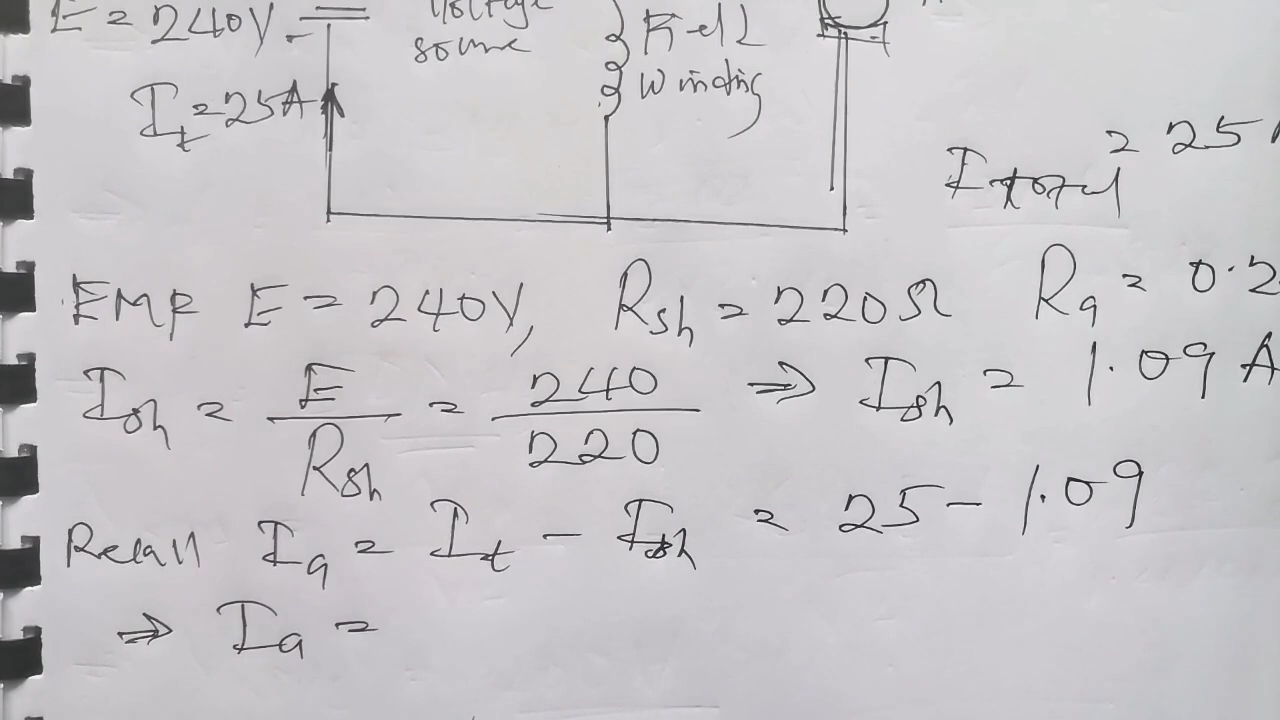 E = 240V
Voltage
source
Field
Winding
It = 25A
Itotal = 25
EMF E = 240V, Rsh = 220Ω Ra = 0.2
Ish = E/Rsh = 240/220 ⇒ Ish = 1.09 A
Recall Ia = It - Ish = 25 - 1.09
⇒ Ia =